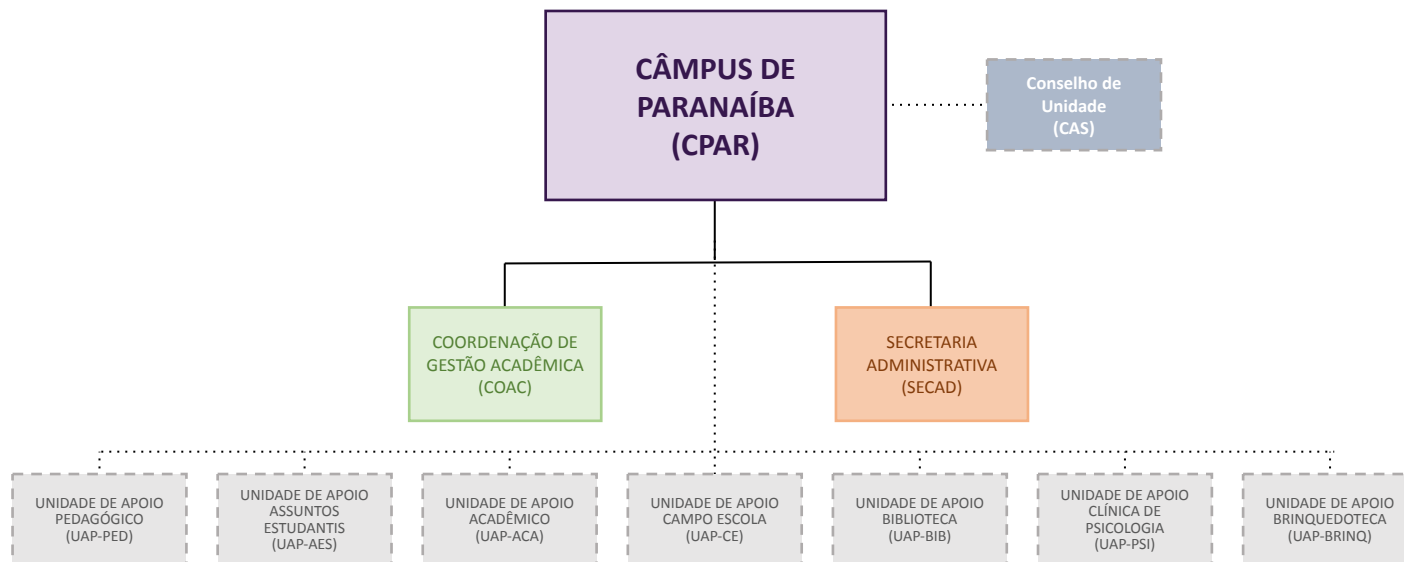 CÂMPUS DE
PARANAÍBA
(CPAR)
Conselho de
Unidade
(CAS)
COORDENAÇÃO DE
GESTÃO ACADÊMICA
(COAC)
SECRETARIA
ADMINISTRATIVA
(SECAD)
UNIDADE DE APOIO
PEDAGÓGICO
(UAP-PED)
UNIDADE DE APOIO
ASSUNTOS
ESTUDANTIS
(UAP-AES)
UNIDADE DE APOIO
ACADÊMICO
(UAP-ACA)
UNIDADE DE APOIO
CAMPO ESCOLA
(UAP-CE)
UNIDADE DE APOIO
BIBLIOTECA
(UAP-BIB)
UNIDADE DE APOIO
CLÍNICA DE
PSICOLOGIA
(UAP-PSI)
UNIDADE DE APOIO
BRINQUEDOTECA
(UAP-BRINQ)